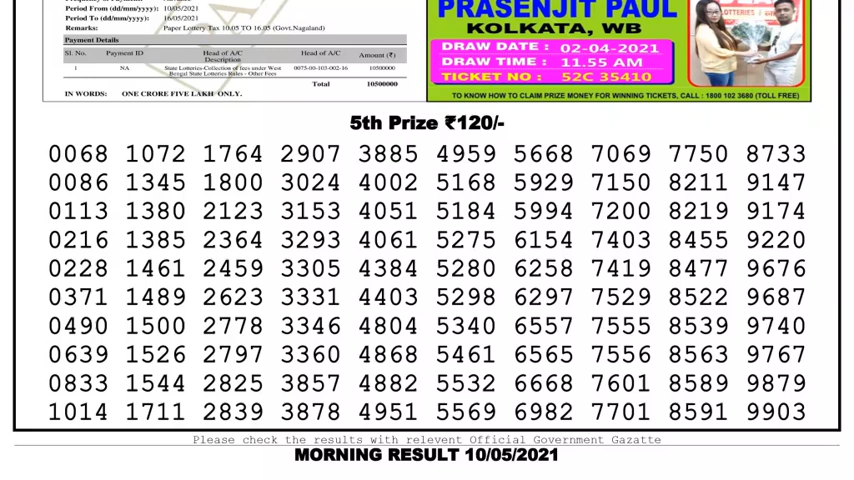 Period From (dd/mm/yyyy): 10/05/2021
Period To (dd/mm/yyyy): 16/05/2021
Remarks: Paper Lottery Tax 10.05 TO 16.05 (Govt.Nagaland)
Payment Details
Sl. No. Payment ID Head of A/C Description Head of A/C Amount (₹)
1 NA State Lotteries-Collection of fees under West Bengal State Lotteries Rules - Other Fees 0075-00-103-002-16 10500000
Total 10500000
IN WORDS: ONE CRORE FIVE LAKH ONLY.
PRASENJIT PAUL
KOLKATA, WB
DRAW DATE : 02-04-2021
DRAW TIME : 11.55 AM
TICKET NO : 52C 35410
TO KNOW HOW TO CLAIM PRIZE MONEY FOR WINNING TICKETS, CALL : 1800 102 3680 (TOLL FREE)
5th Prize ₹120/-
0068 1072 1764 2907 3885 4959 5668 7069 7750 8733
0086 1345 1800 3024 4002 5168 5929 7150 8211 9147
0113 1380 2123 3153 4051 5184 5994 7200 8219 9174
0216 1385 2364 3293 4061 5275 6154 7403 8455 9220
0228 1461 2459 3305 4384 5280 6258 7419 8477 9676
0371 1489 2623 3331 4403 5298 6297 7529 8522 9687
0490 1500 2778 3346 4804 5340 6557 7555 8539 9740
0639 1526 2797 3360 4868 5461 6565 7556 8563 9767
0833 1544 2825 3857 4882 5532 6668 7601 8589 9879
1014 1711 2839 3878 4951 5569 6982 7701 8591 9903
Please check the results with relevent Official Government Gazatte
MORNING RESULT 10/05/2021